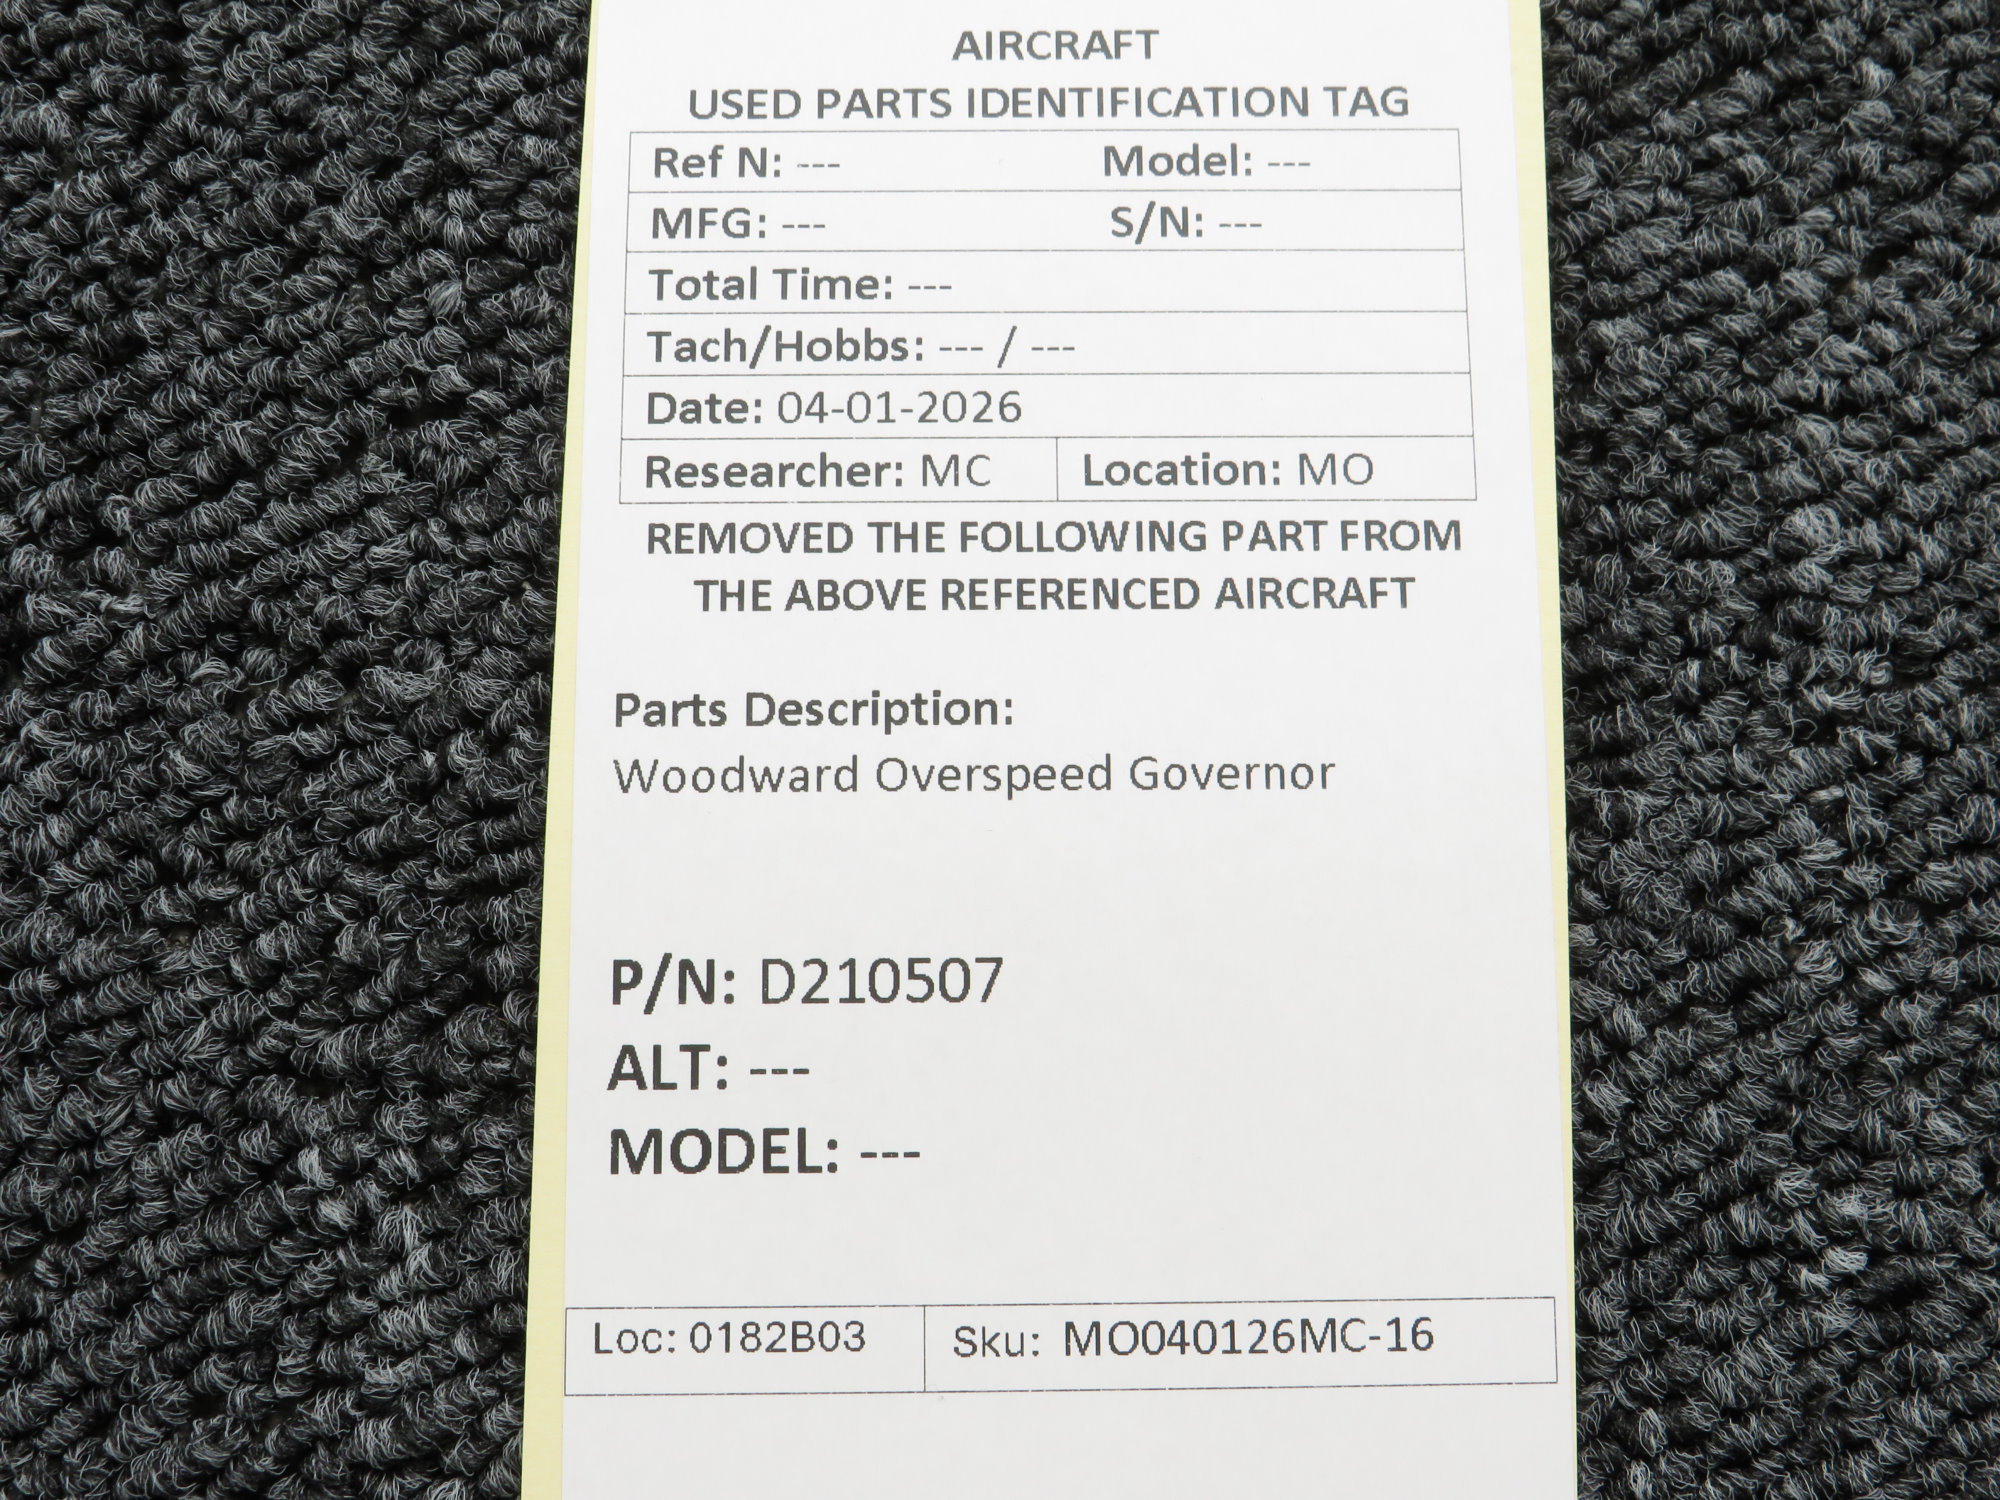 AIRCRAFT
USED PARTS IDENTIFICATION TAG
Ref N: --- Model: ---
MFG: --- S/N: ---
Total Time: ---
Tach/Hobbs: --- / ---
Date: 04-01-2026
Researcher: MC Location: MO
REMOVED THE FOLLOWING PART FROM
THE ABOVE REFERENCED AIRCRAFT
Parts Description:
Woodward Overspeed Governor
P/N: D210507
ALT: ---
MODEL: ---
Loc: 0182B03 Sku: MO040126MC-16